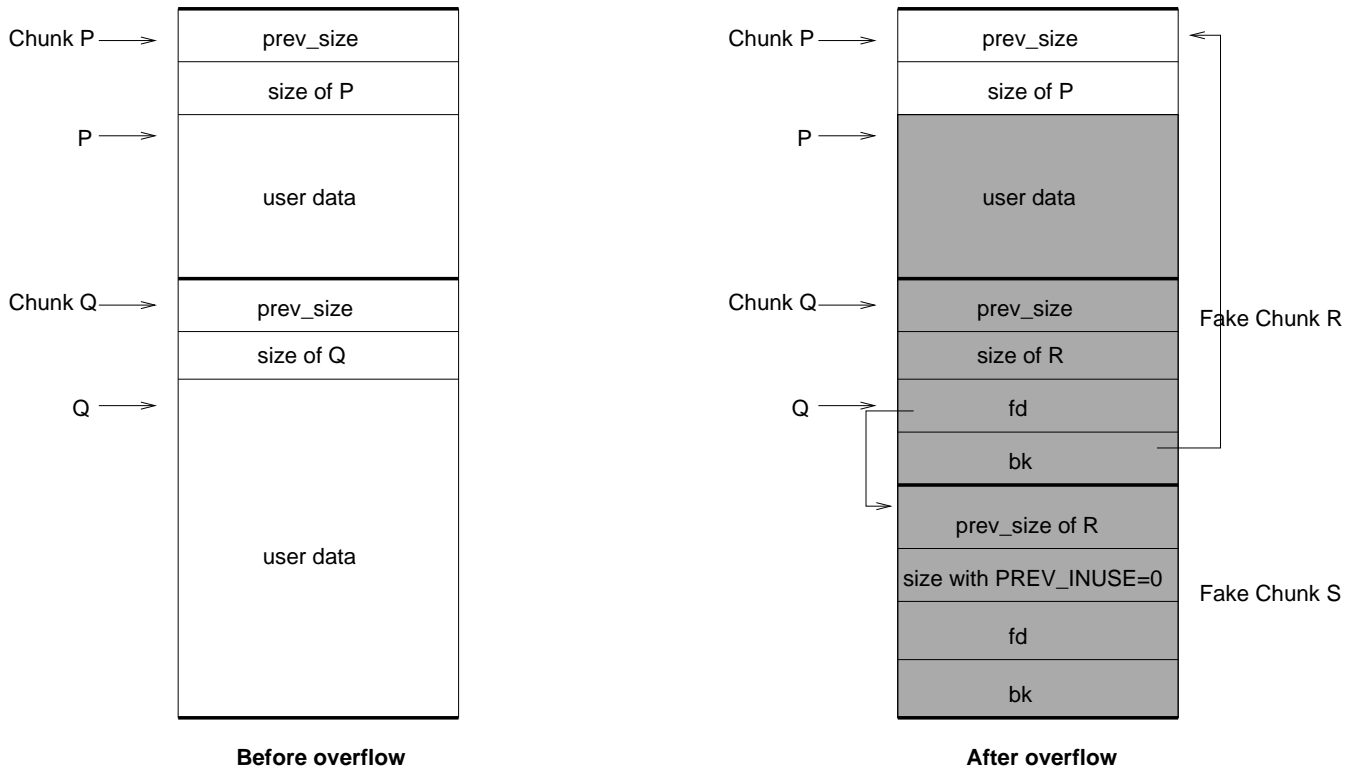 Chunk P
prev_size
size of P
P
user data
Chunk Q
prev_size
size of Q
Q
user data
Before overflow
Chunk P
prev_size
size of P
P
user data
Chunk Q
prev_size
Fake Chunk R
size of R
Q
fd
bk
prev_size of R
size with PREV_INUSE=0
Fake Chunk S
fd
bk
After overflow